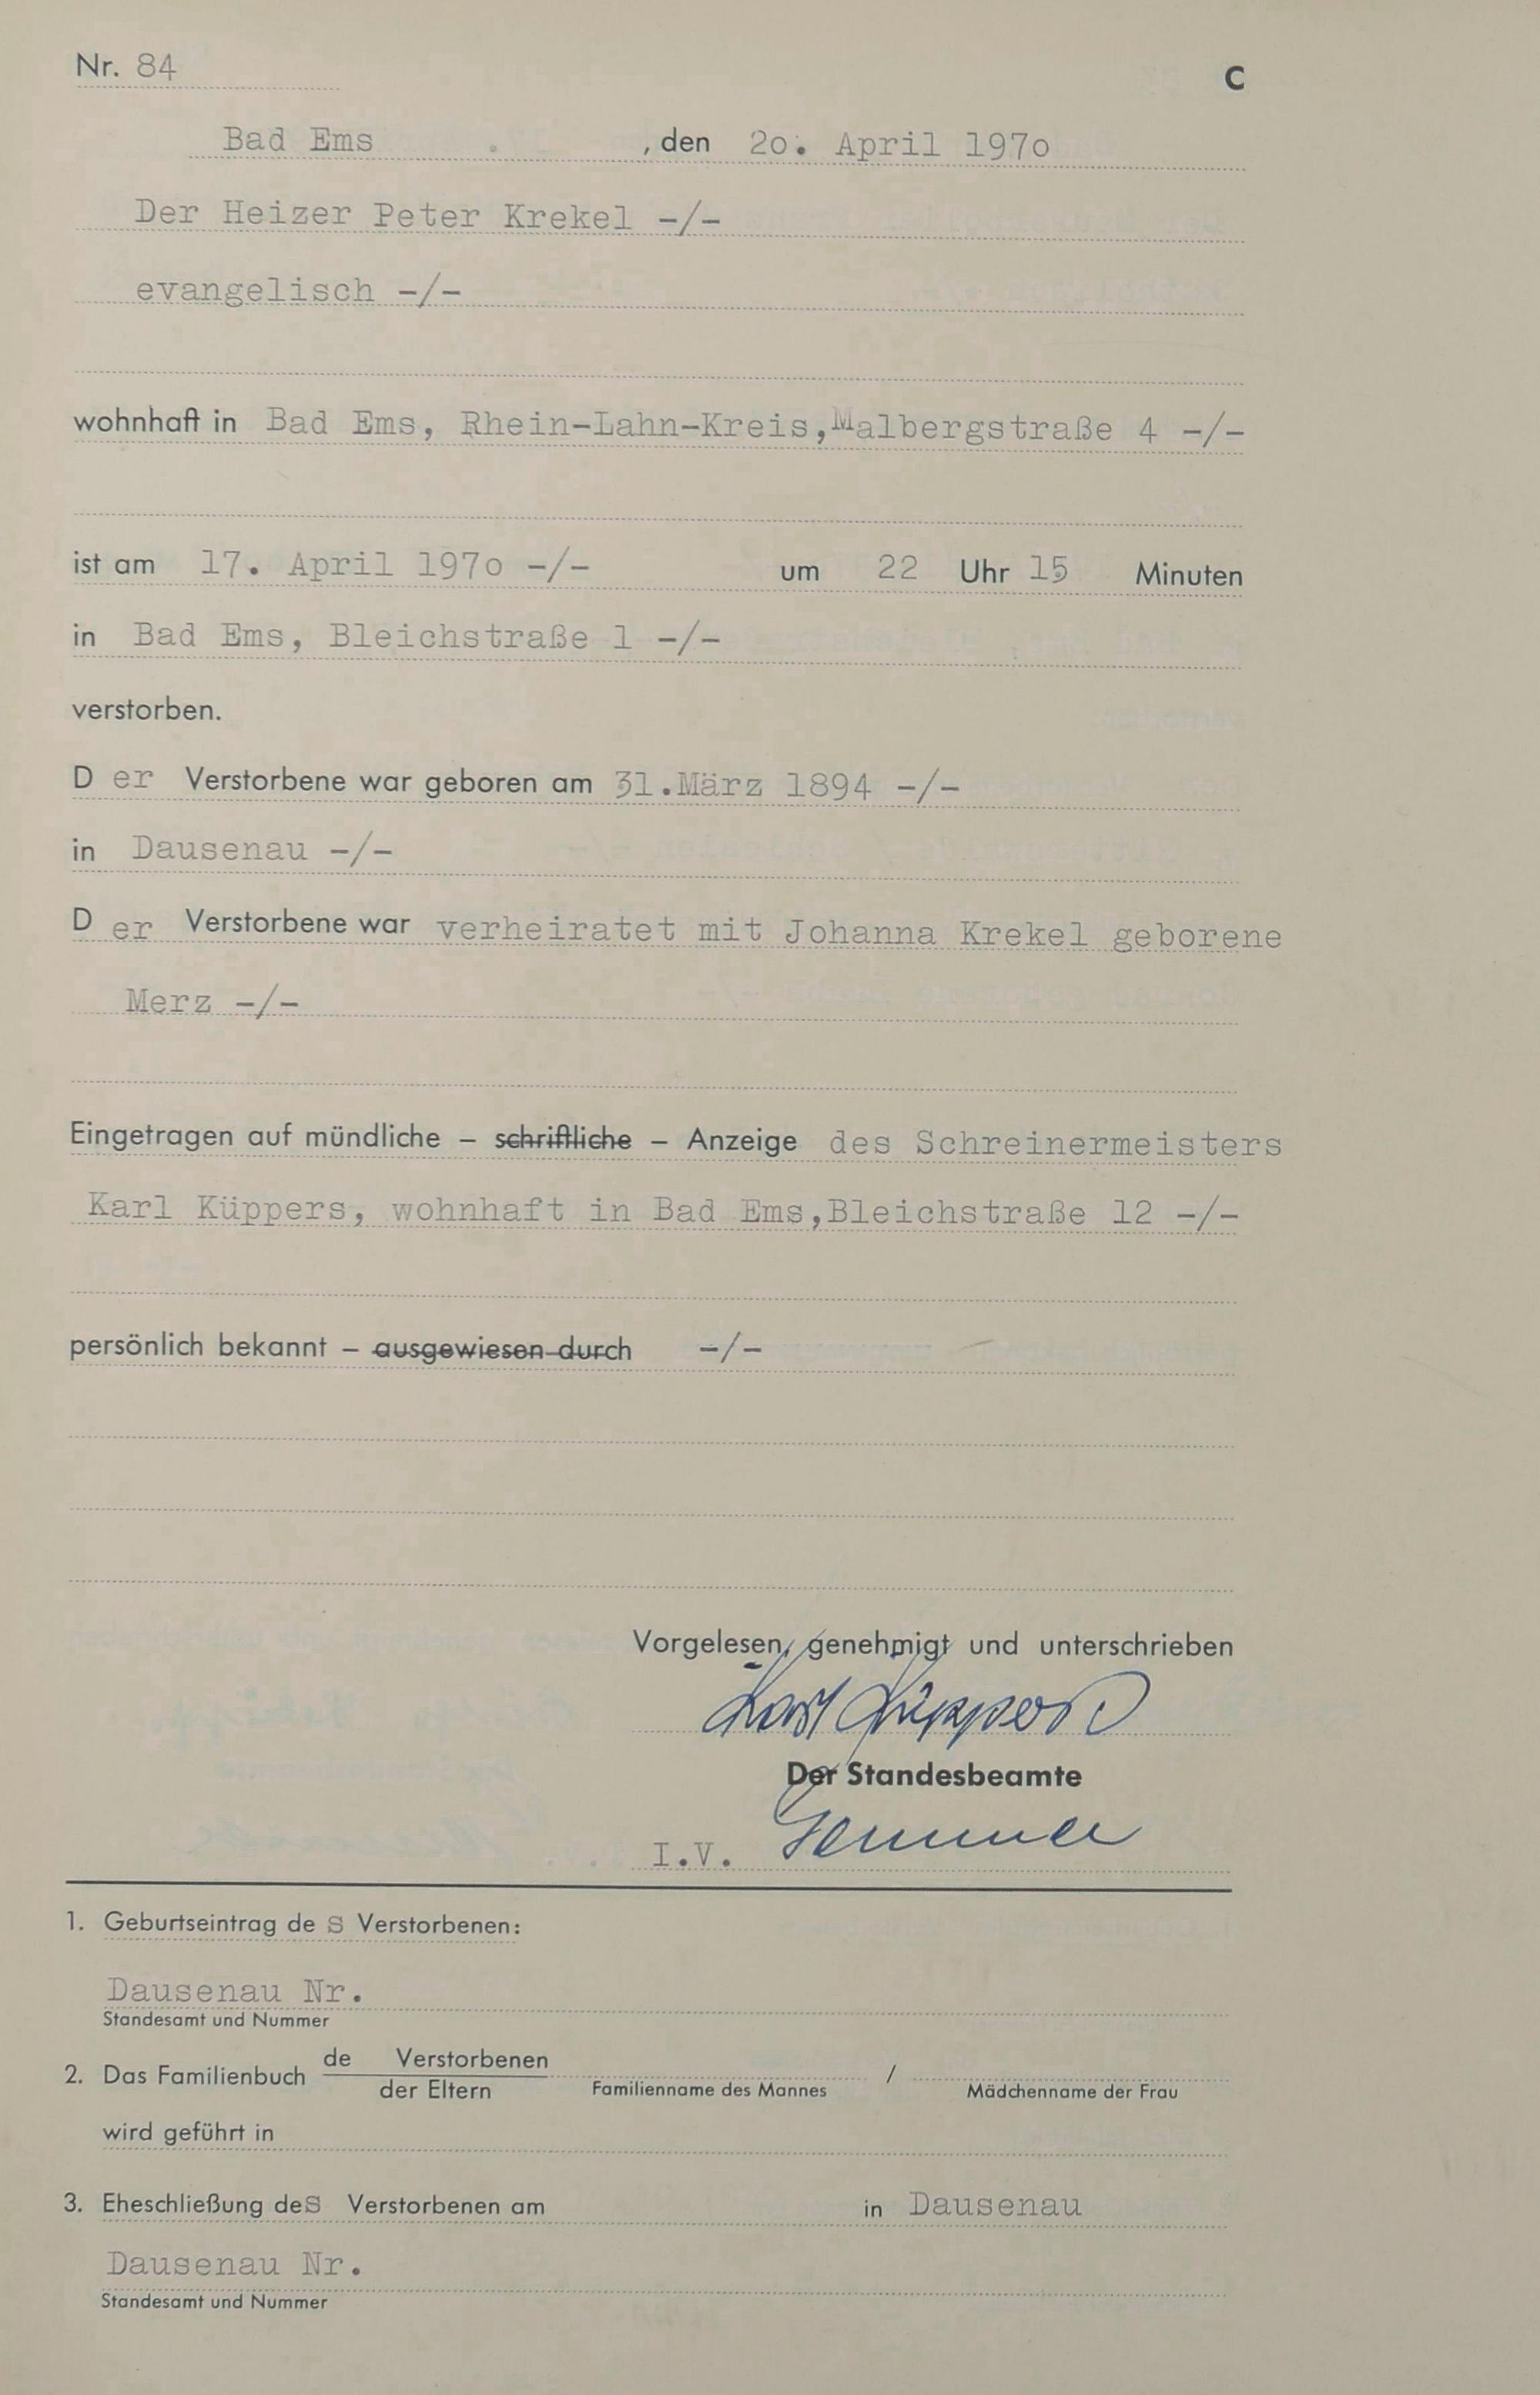 Nr. 84
C
Bad Ems , den 2o. April 197o
Der Heizer Peter Krekel -/-
evangelisch -/-
wohnhaft in Bad Ems, Rhein-Lahn-Kreis,Malbergstraße 4 -/-
ist am 17. April 197o -/- um 22 Uhr 15 Minuten
in Bad Ems, Bleichstraße 1 -/-
verstorben.
D er Verstorbene war geboren am 31.März 1894 -/-
in Dausenau -/-
D er Verstorbene war verheiratet mit Johanna Krekel geborene
Merz -/-
Eingetragen auf mündliche – schriftliche – Anzeige des Schreinermeisters
Karl Küppers, wohnhaft in Bad Ems,Bleichstraße 12 -/-
persönlich bekannt – ausgewiesen durch -/-
Vorgelesen, genehmigt und unterschrieben
Karl Küppers
Der Standesbeamte
I.V.
1. Geburtseintrag de s Verstorbenen:
Dausenau Nr.
Standesamt und Nummer
2. Das Familienbuch de Verstorbenen
der Eltern
Familienname des Mannes / Mädchenname der Frau
wird geführt in
3. Eheschließung des Verstorbenen am in Dausenau
Dausenau Nr.
Standesamt und Nummer